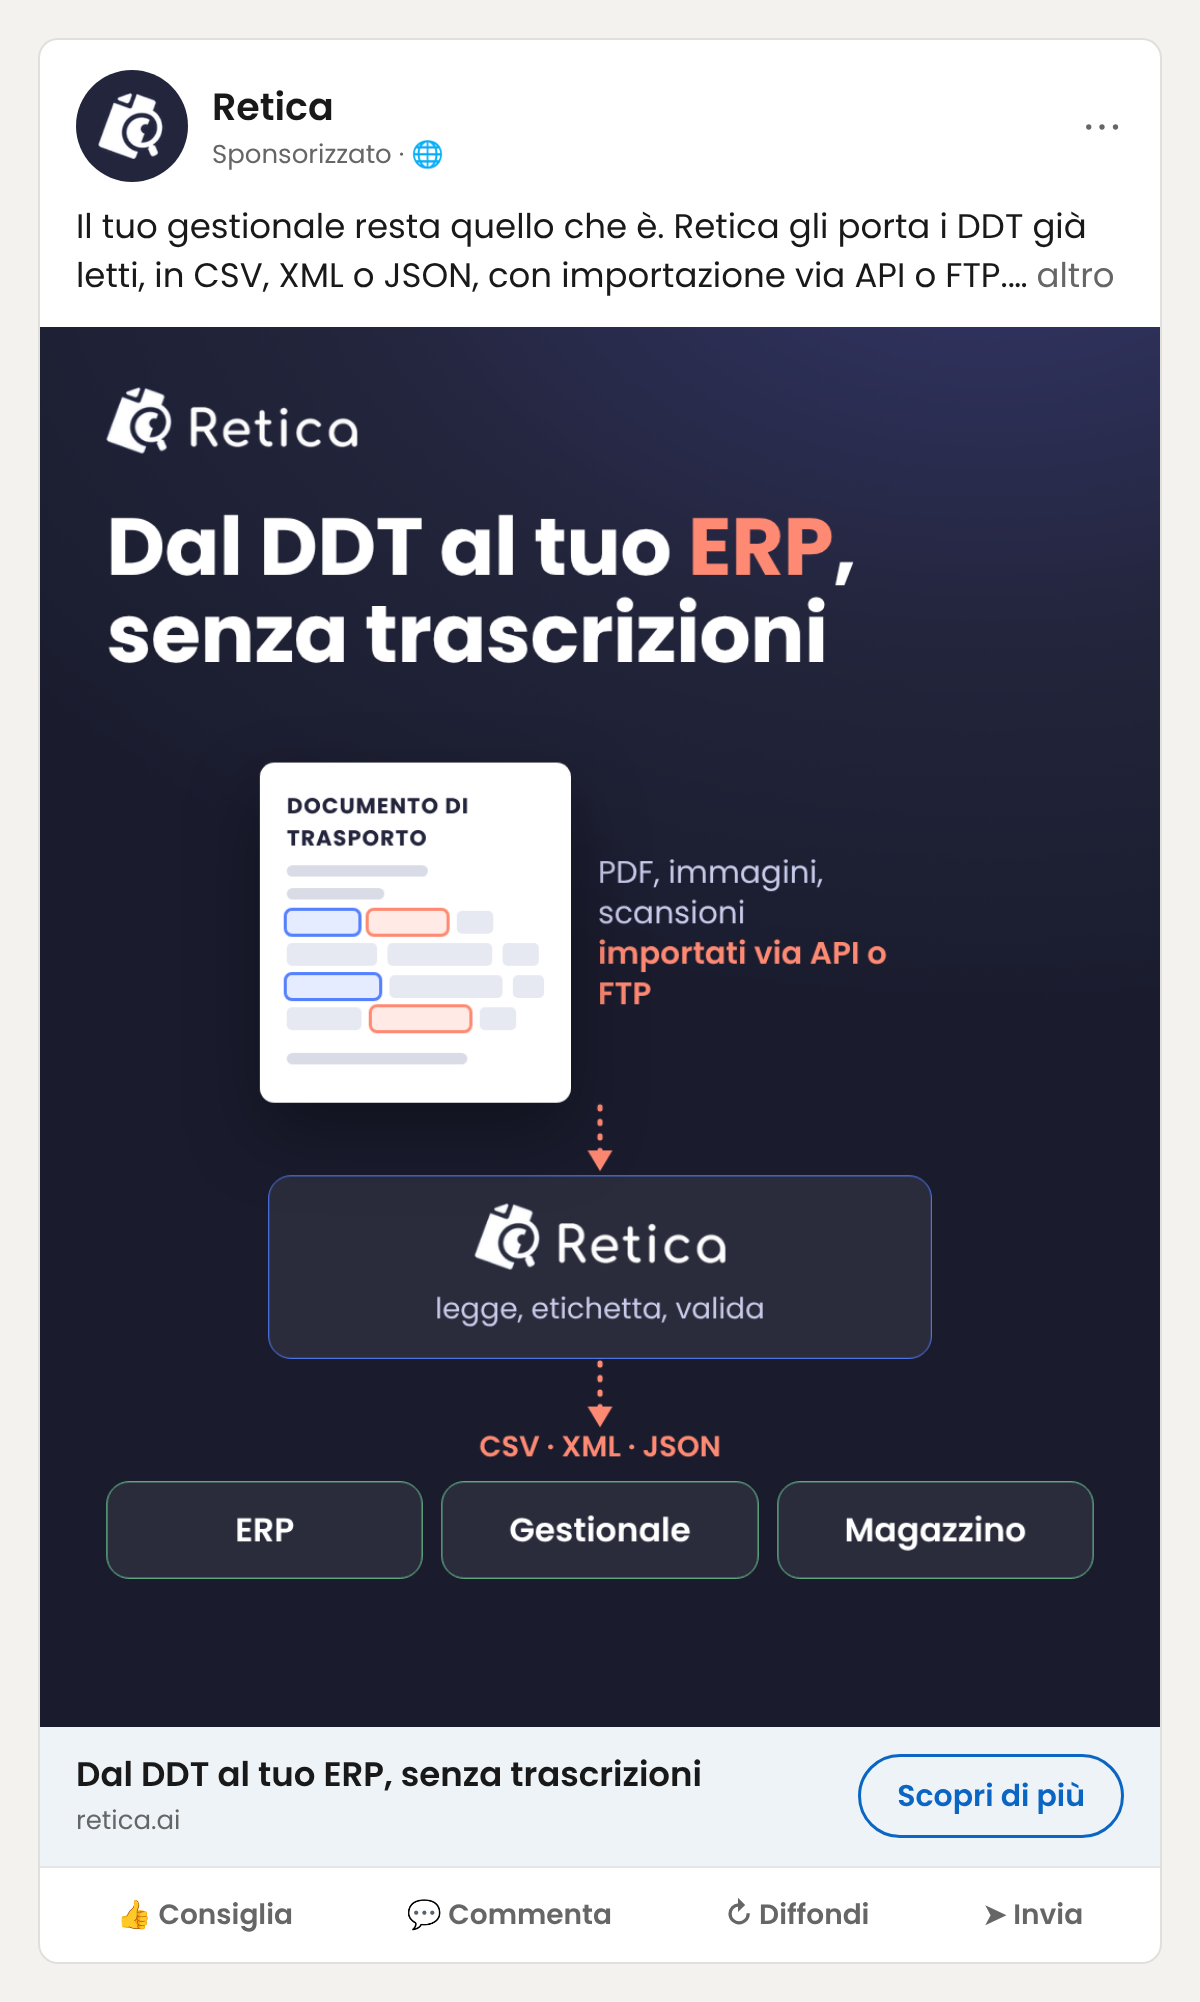 Retica
Sponsorizzato ·
Il tuo gestionale resta quello che è. Retica gli porta i DDT già
letti, in CSV, XML o JSON, con importazione via API o FTP.... altro
Retica
Dal DDT al tuo ERP,
senza trascrizioni
DOCUMENTO DI
TRASPORTO
PDF, immagini,
scansioni
importati via API o
FTP
Retica
legge, etichetta, valida
CSV · XML · JSON
ERP
Gestionale
Magazzino
Dal DDT al tuo ERP, senza trascrizioni
retica.ai
Scopri di più
Consiglia
Commenta
Diffondi
Invia